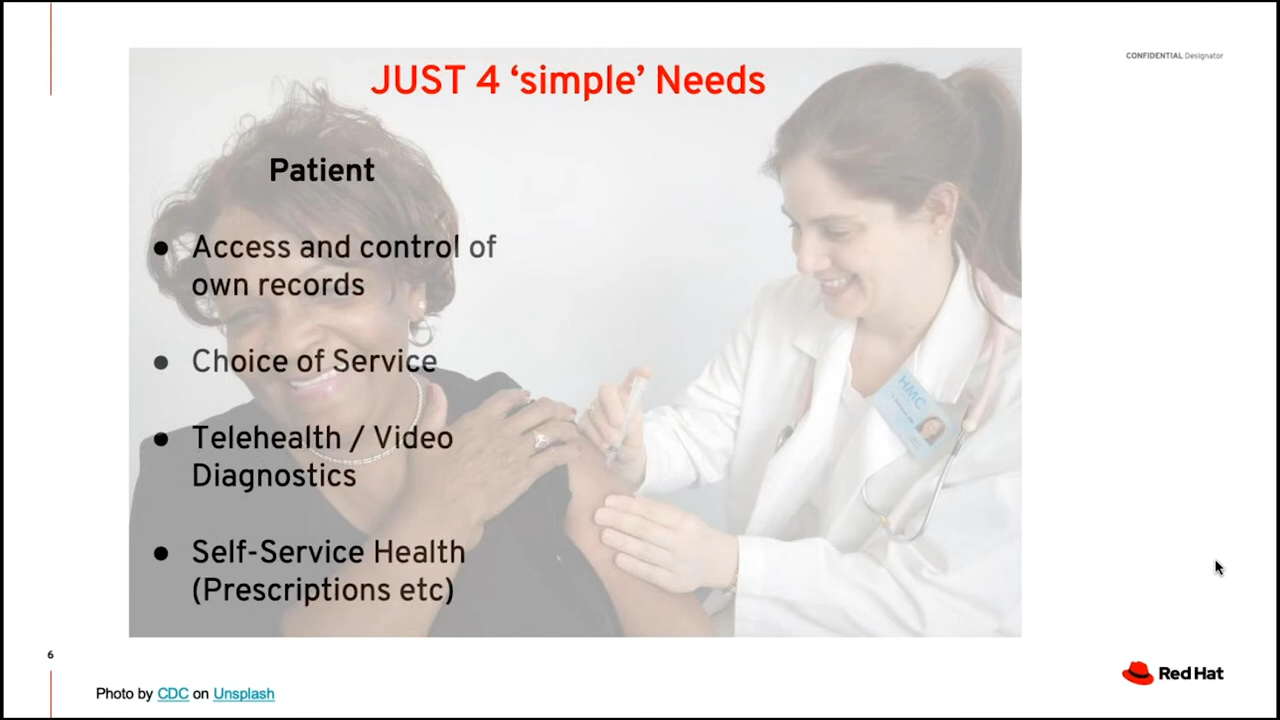 CONFIDENTIAL Designator
JUST 4 ‘simple’ Needs
Patient
● Access and control of
own records
● Choice of Service
● Telehealth / Video
Diagnostics
● Self-Service Health
(Prescriptions etc)
HMC
6
Photo by CDC on Unsplash
Red Hat